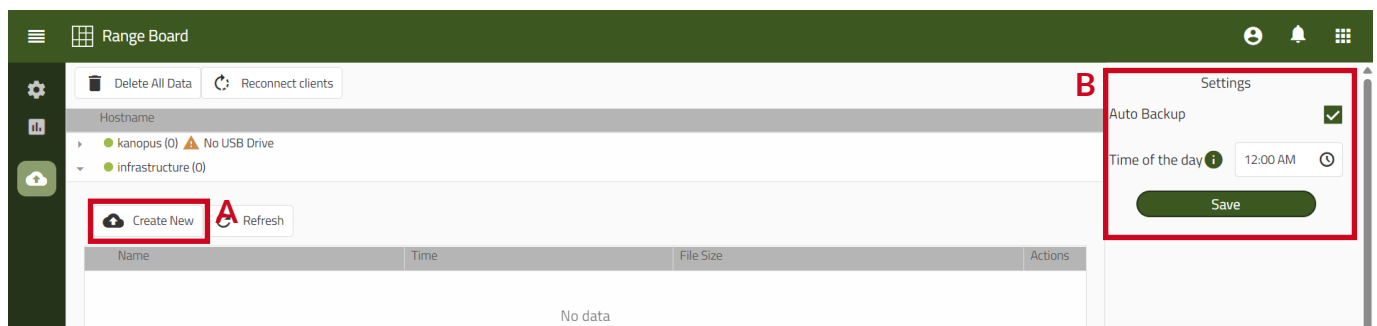 Range Board
Delete All Data Reconnect clients
B
Settings
Hostname
Auto Backup
kanopus (0) No USB Drive
Time of the day i 12:00 AM
infrastructure (0)
Save
Create New A Refresh
Name Time File Size Actions
No data